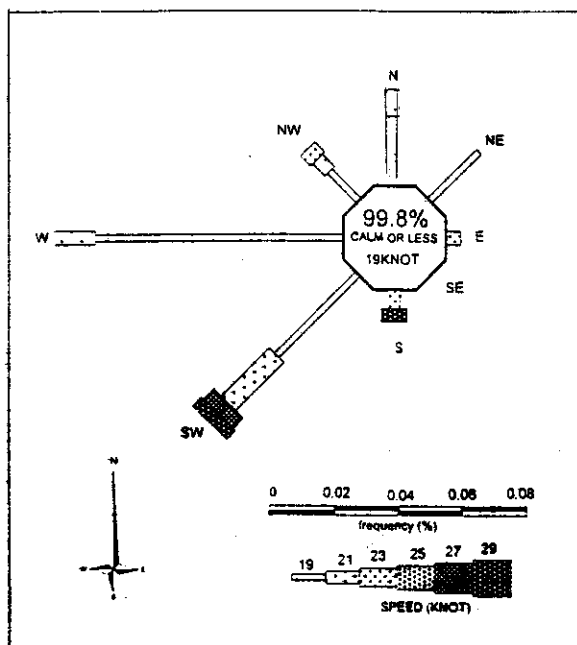 N
NW
NE
99.8%
CALM OR LESS
19KNOT
W
E
SE
S
SW
N
0 0.02 0.04 0.06 0.08
frequency (%)
19 21 23 25 27 29
SPEED (KNOT)